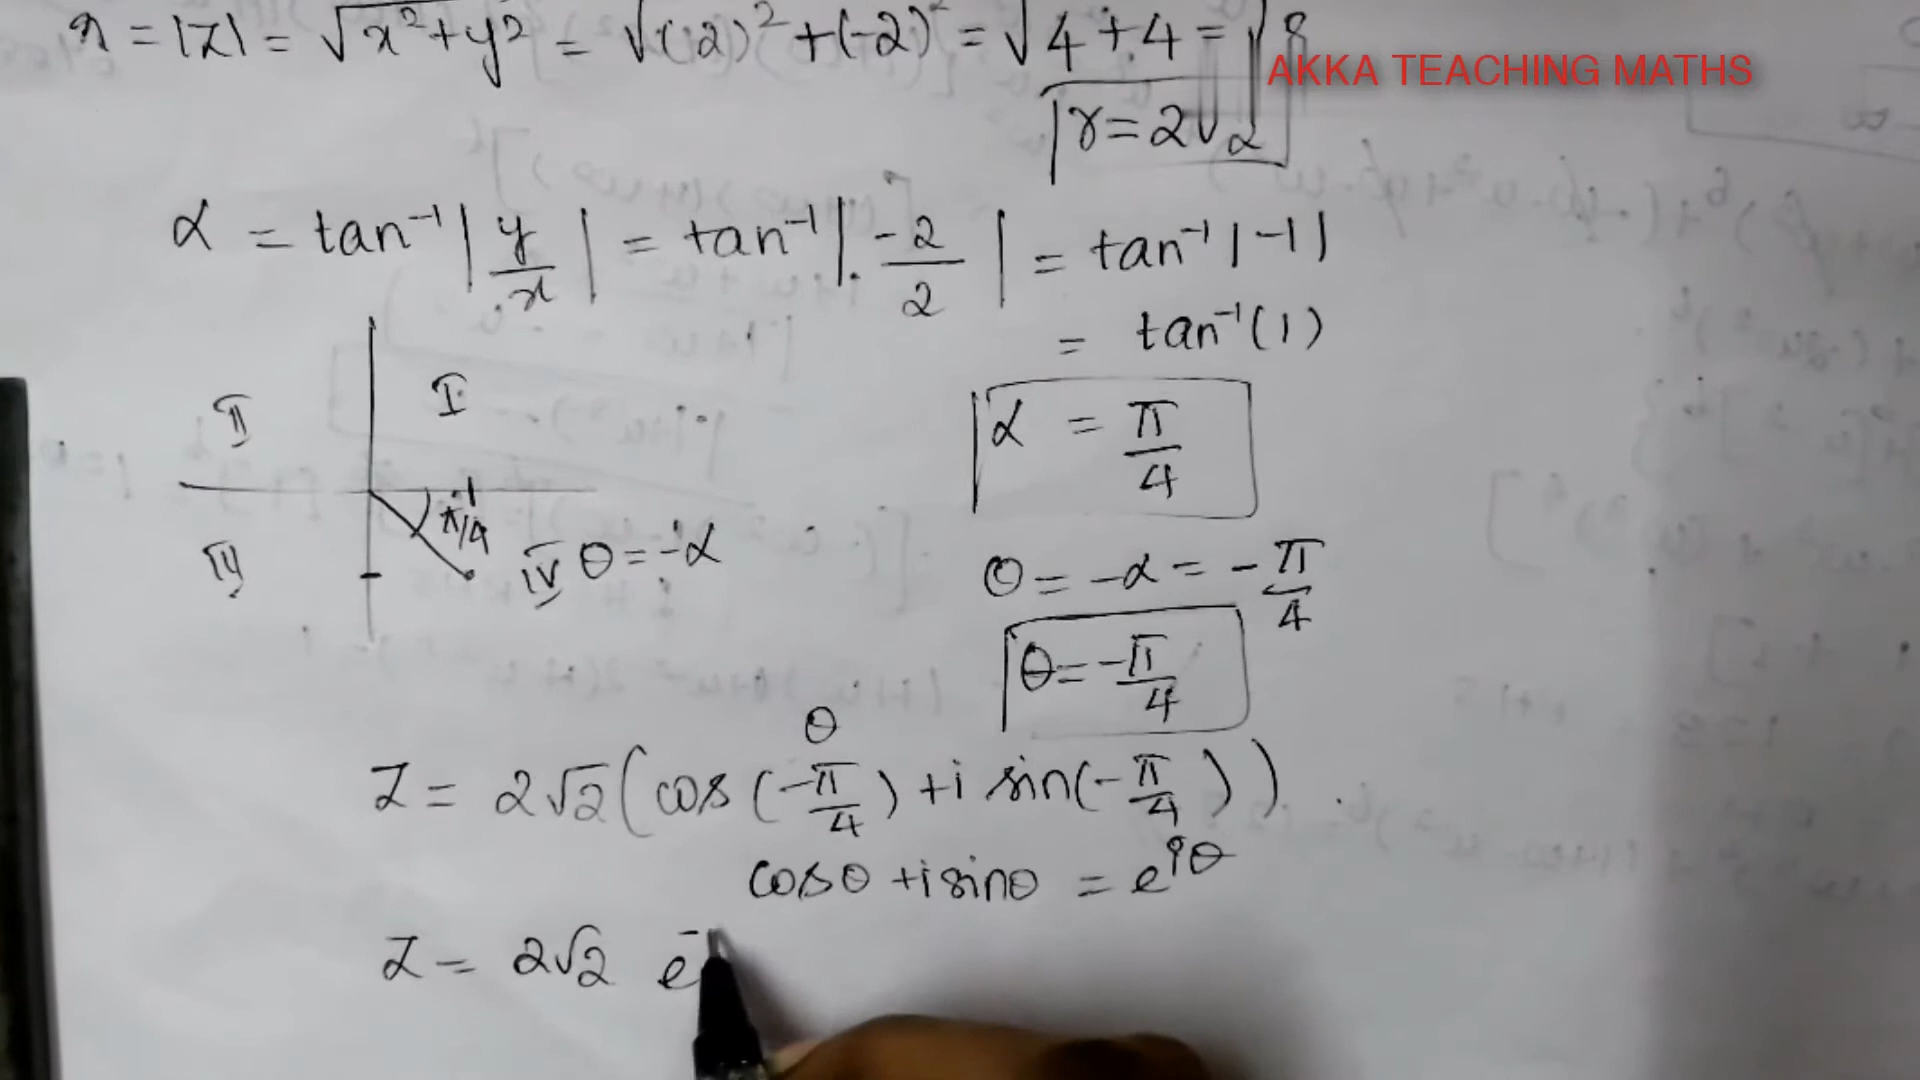 r = |z| = √x²+y² = √(2)²+(-2)² = √4+4 = √8
AKKA TEACHING MATHS
r = 2√2
α = tan⁻¹|y/x| = tan⁻¹|-2/2| = tan⁻¹|-1|
= tan⁻¹(1)
II I
α = π/4
π/4
IV θ = -α
θ = -α = -π/4
θ = -π/4
θ
z = 2√2(cos(-π/4)+i sin(-π/4))
cosθ+isinθ = e^iθ
z = 2√2 e^-